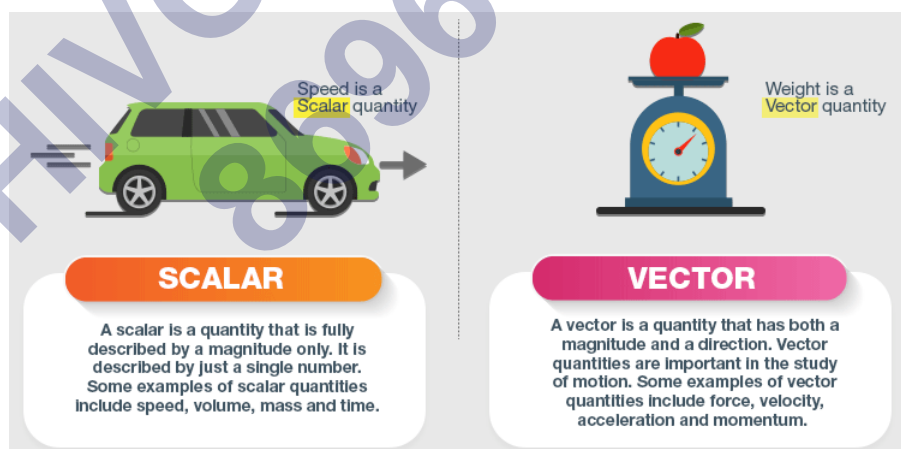 Speed is a
Scalar quantity
Weight is a
Vector quantity
SCALAR
A scalar is a quantity that is fully
described by a magnitude only. It is
described by just a single number.
Some examples of scalar quantities
include speed, volume, mass and time.
VECTOR
A vector is a quantity that has both a
magnitude and a direction. Vector
quantities are important in the study
of motion. Some examples of vector
quantities include force, velocity,
acceleration and momentum.